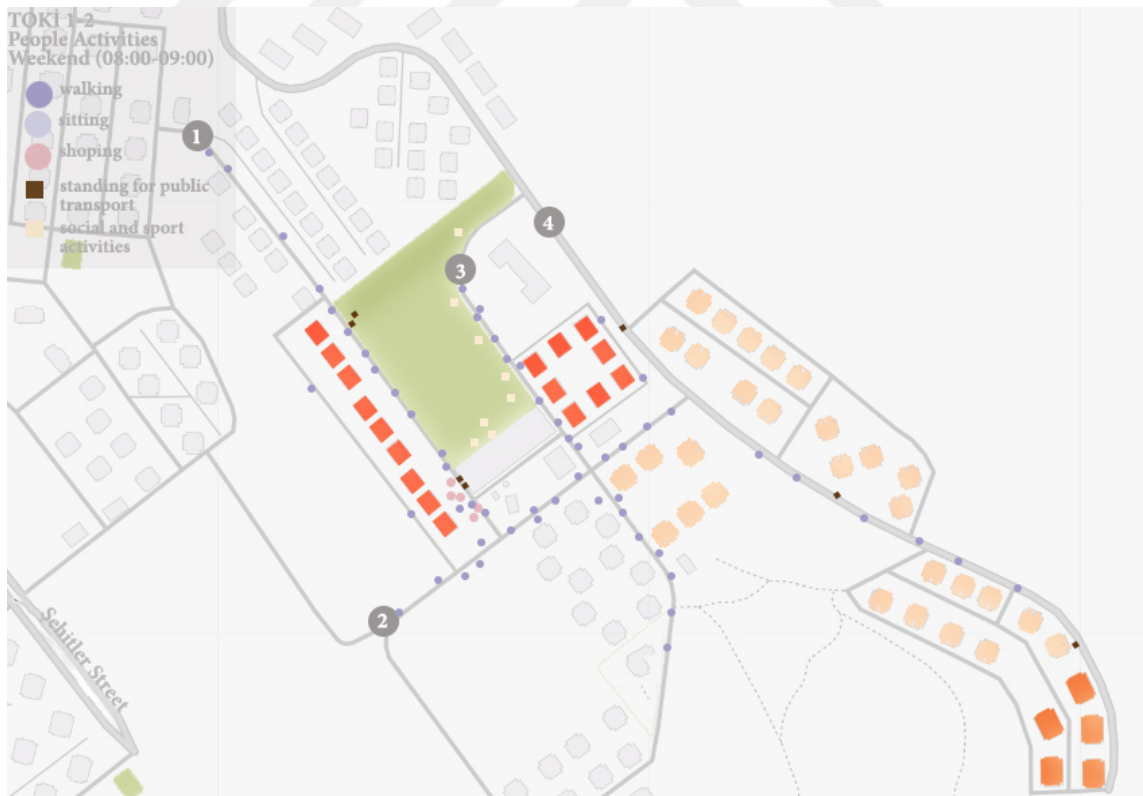 TOKİ 1-2
People Activities
Weekend (08:00-09:00)
walking
sitting
shoping
standing for public
transport
social and sport
activities
1
4
3
2
Sehitler Street